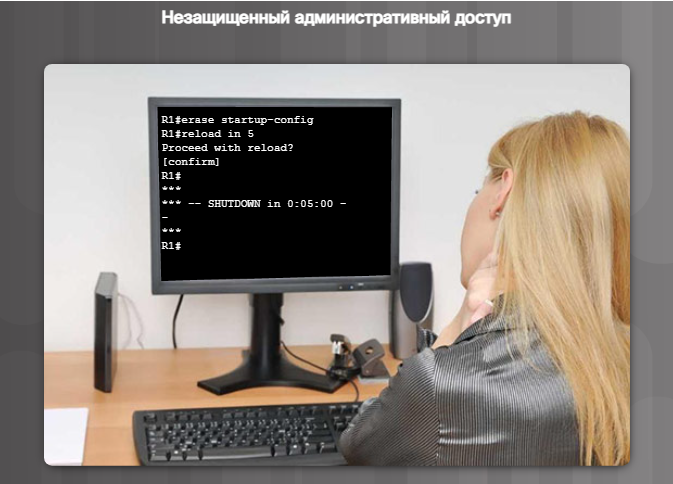 Незащищенный административный доступ
R1#erase startup-config
R1#reload in 5
Proceed with reload?
[confirm]
R1#
***
*** -- SHUTDOWN in 0:05:00 -
-
***
R1#